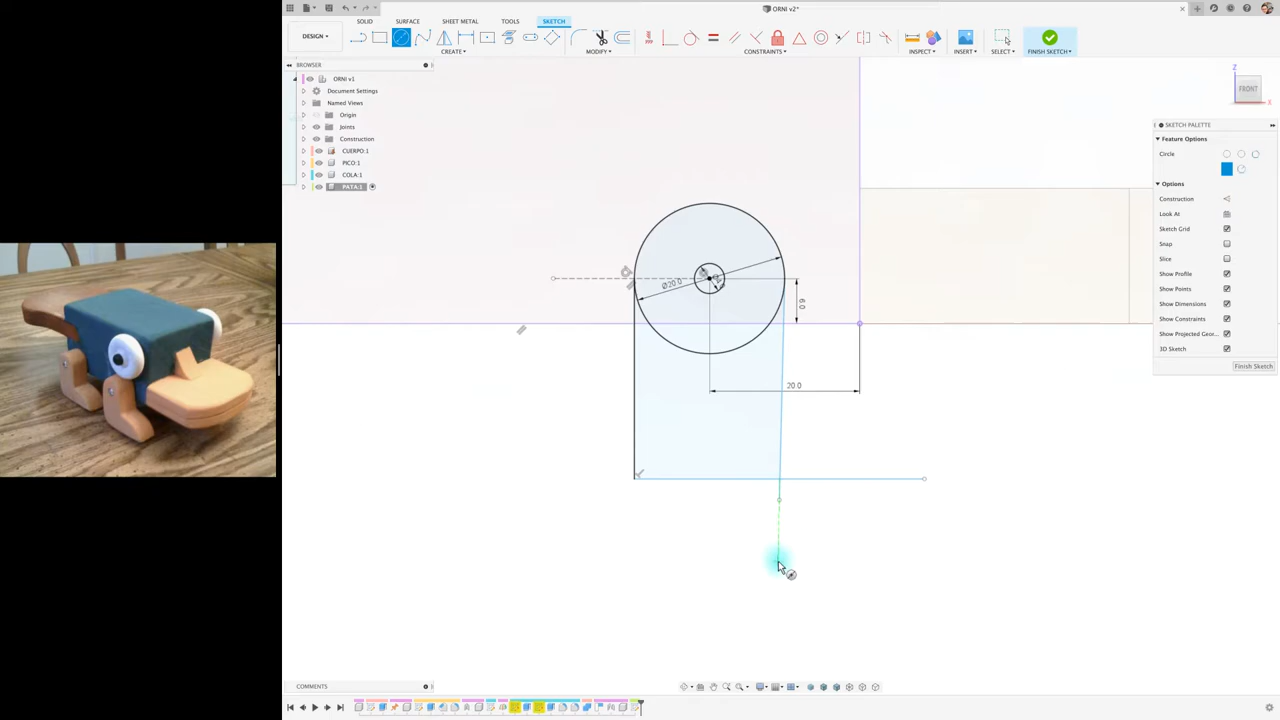 ORNI v2*
DESIGN
SOLID SURFACE SHEET METAL TOOLS SKETCH
CREATE MODIFY CONSTRAINTS INSPECT INSERT SELECT FINISH SKETCH
BROWSER
ORNI v1
Document Settings
Named Views
Origin
Joints
Construction
CUERPO:1
PICO:1
COLA:1
PATA:1
Z
FRONT
X
SKETCH PALETTE
Feature Options
Circle
Options
Construction
Look At
Sketch Grid
Snap
Slice
Show Profile
Show Points
Show Dimensions
Show Constraints
Show Projected Geor...
3D Sketch
Finish Sketch
Ø20.0
6.0
20.0
COMMENTS